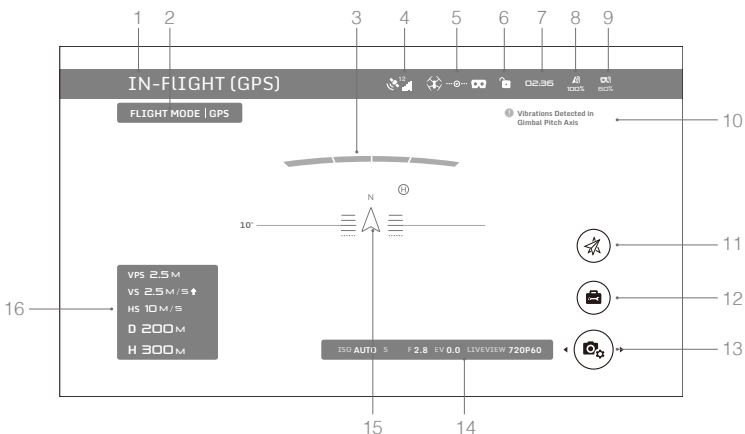 1 2 3 4 5 6 7 8 9
IN-FLIGHT (GPS) 12 02:36 100% 60%
FLIGHT MODE | GPS
Vibrations Detected in
Gimbal Pitch Axis
10
N
H
10°
11
VPS 2.5 M
VS 2.5 M/S
HS 10 M/S
D 200 M
H 300 M
16
12
ISO AUTO S F 2.8 EV 0.0 LIVEVIEW 720P60
13
15 14